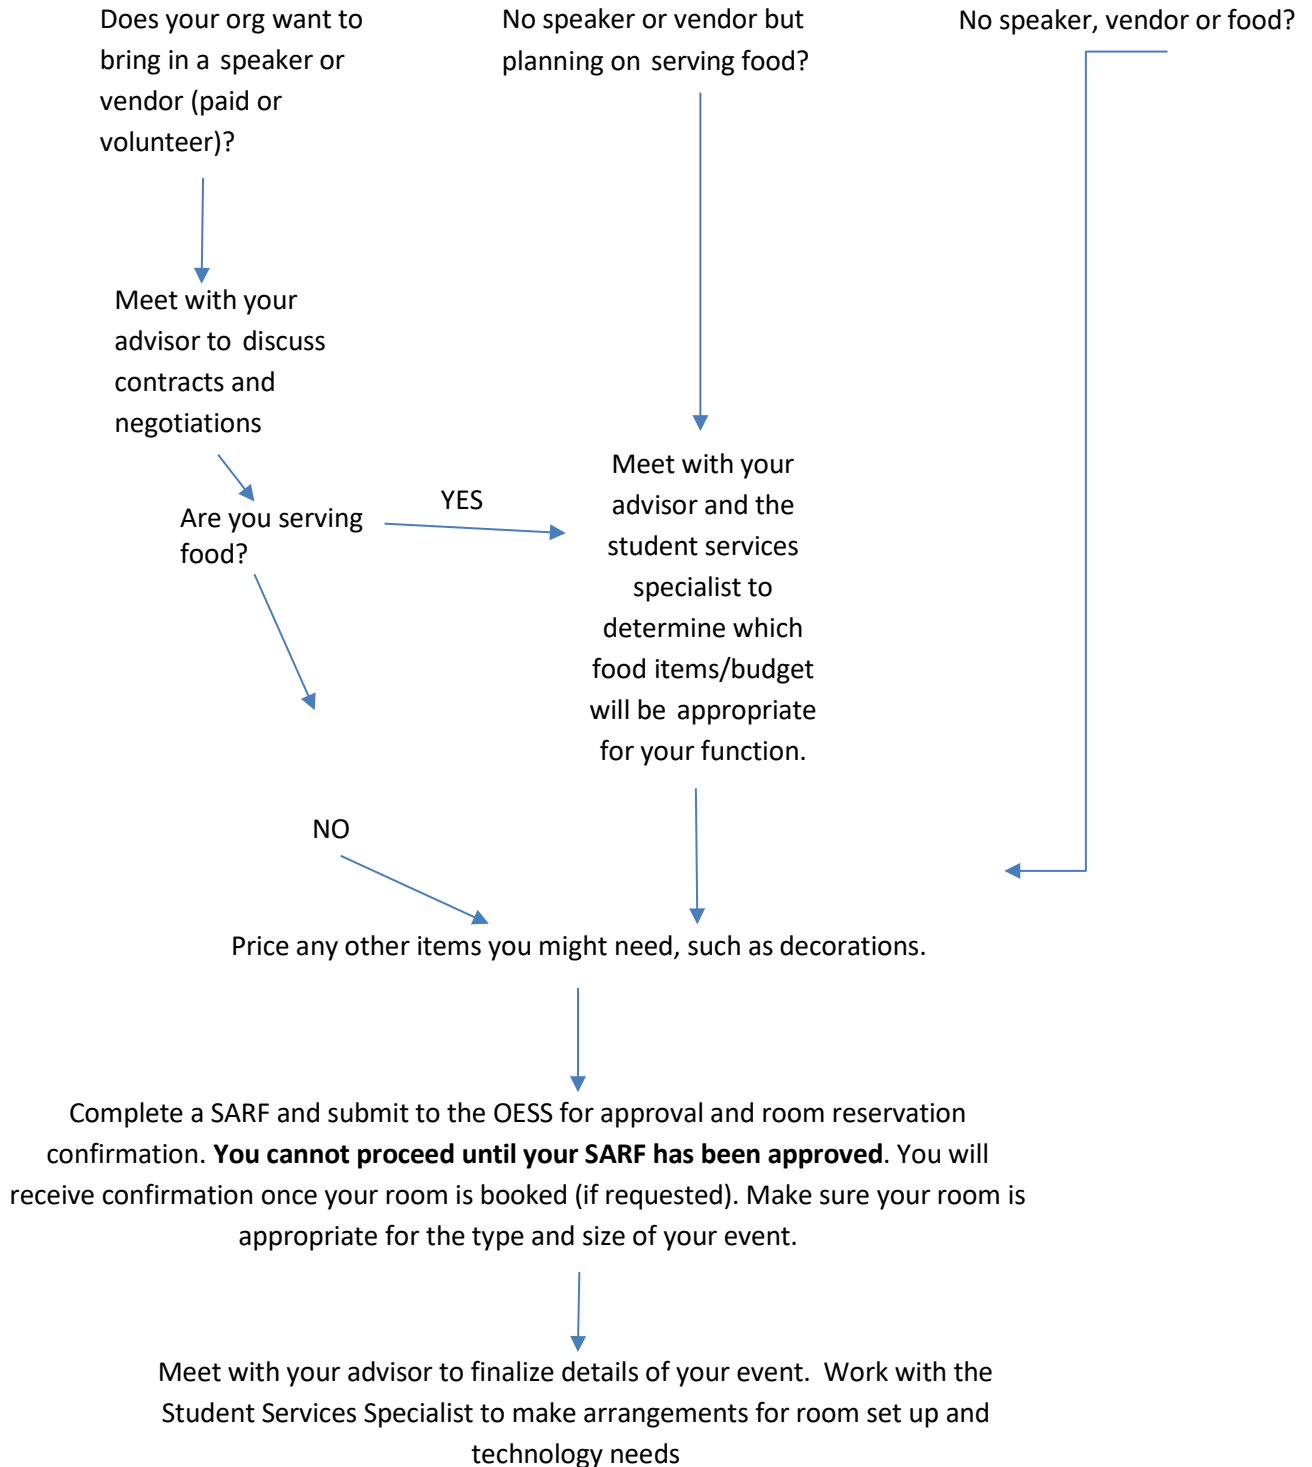 Does your org want to
bring in a speaker or
vendor (paid or
volunteer)?
No speaker or vendor but
planning on serving food?
No speaker, vendor or food?
Meet with your
advisor to discuss
contracts and
negotiations
Are you serving
food?
YES
Meet with your
advisor and the
student services
specialist to
determine which
food items/budget
will be appropriate
for your function.
NO
Price any other items you might need, such as decorations.
Complete a SARF and submit to the OESS for approval and room reservation
confirmation. You cannot proceed until your SARF has been approved. You will
receive confirmation once your room is booked (if requested). Make sure your room is
appropriate for the type and size of your event.
Meet with your advisor to finalize details of your event. Work with the
Student Services Specialist to make arrangements for room set up and
technology needs